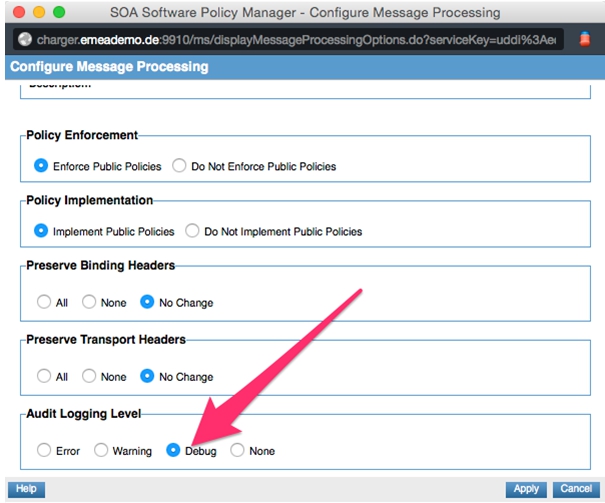 SOA Software Policy Manager - Configure Message Processing
charger.emeademo.de:9910/ms/displayMessageProcessingOptions.do?serviceKey=uddi%3Aee
Configure Message Processing
Description:
Policy Enforcement
Enforce Public Policies Do Not Enforce Public Policies
Policy Implementation
Implement Public Policies Do Not Implement Public Policies
Preserve Binding Headers
All None No Change
Preserve Transport Headers
All None No Change
Audit Logging Level
Error Warning Debug None
Help Apply Cancel